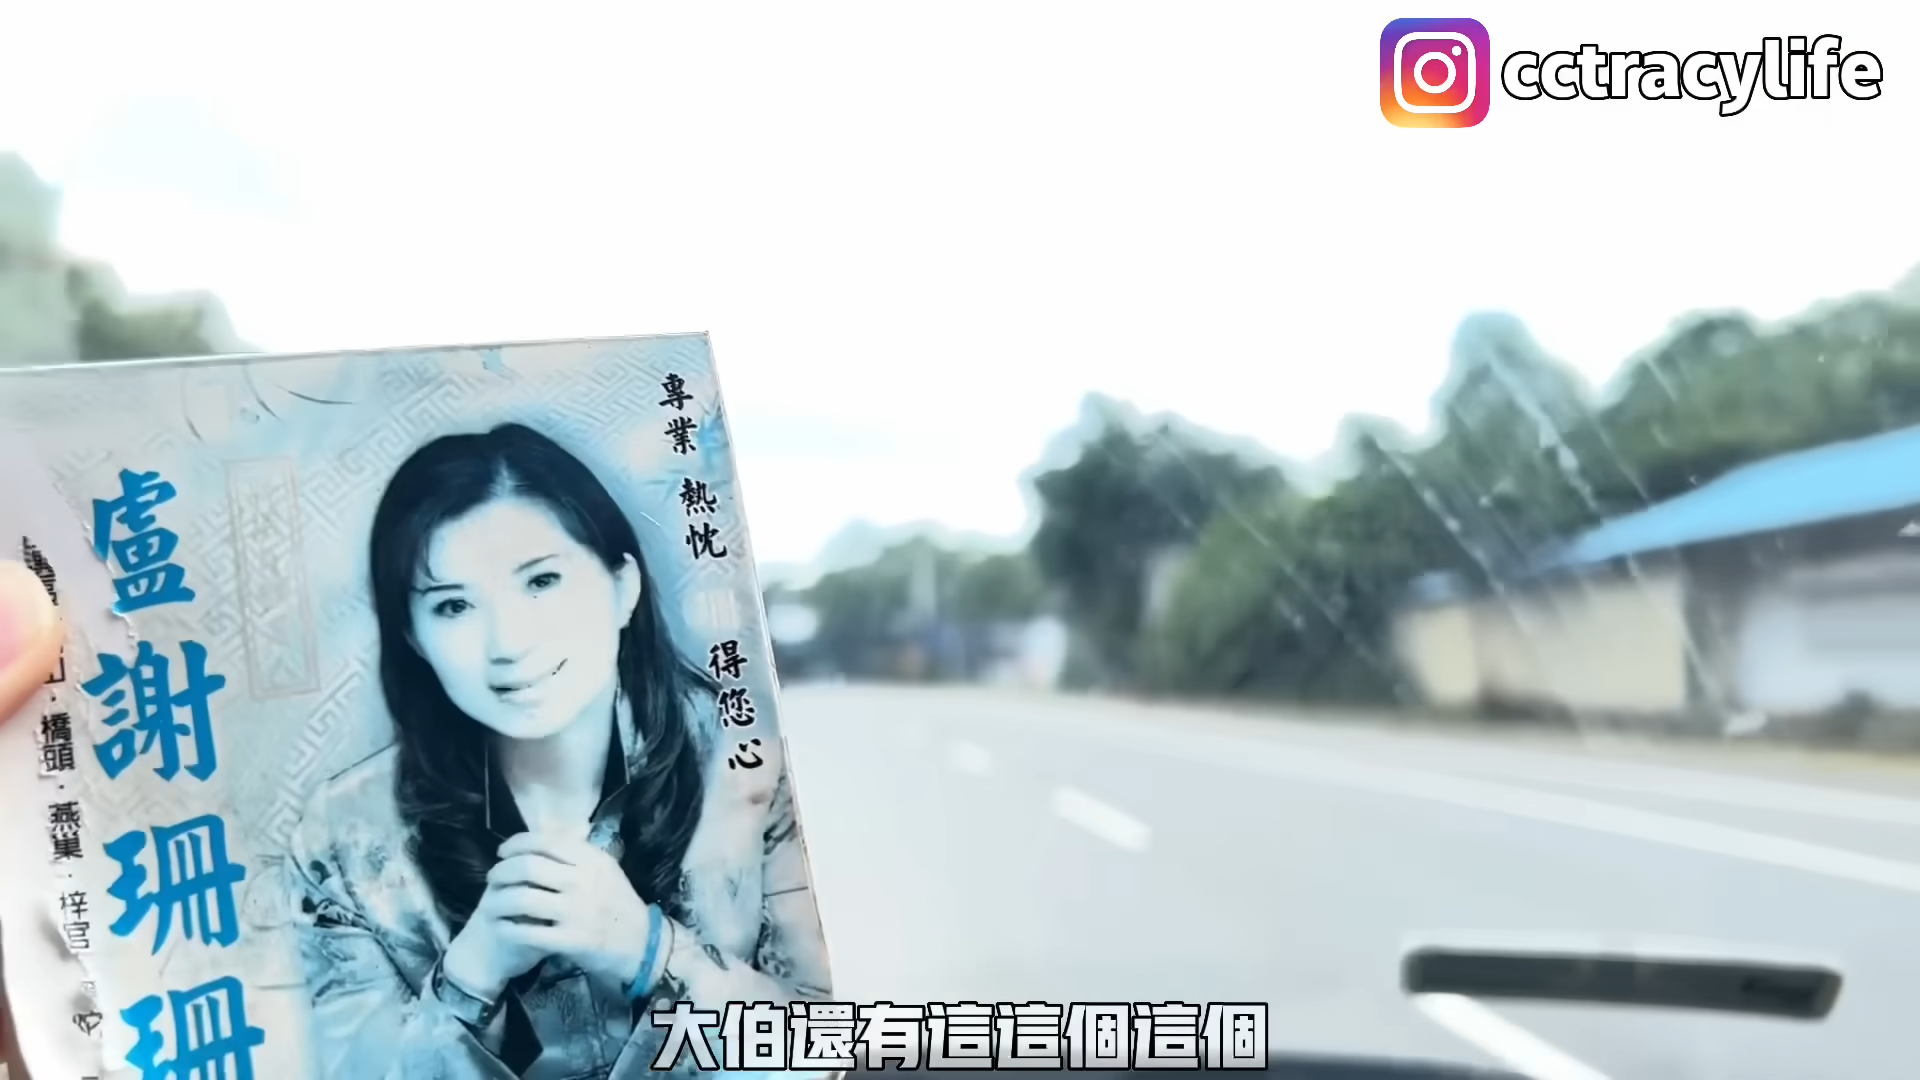 cctracylife
專業 熱忱
得您心
盧謝珊珊
橋頭·燕巢·梓官
大伯還有這這個這個